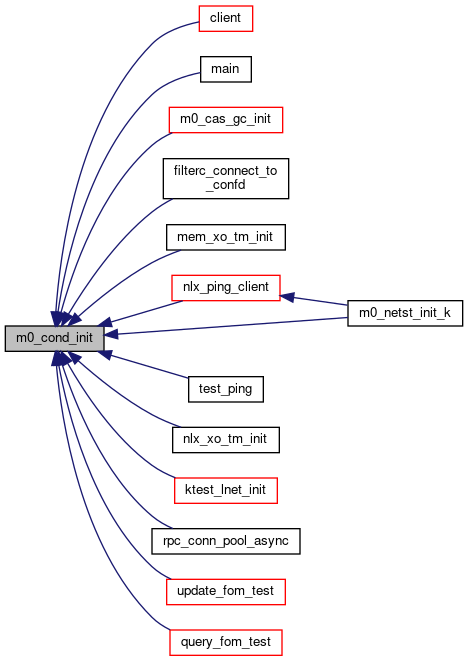 client
main
m0_cas_gc_init
filterc_connect_to
_confd
mem_xo_tm_init
nlx_ping_client
m0_netst_init_k
m0_cond_init
test_ping
nlx_xo_tm_init
ktest_lnet_init
rpc_conn_pool_async
update_fom_test
query_fom_test